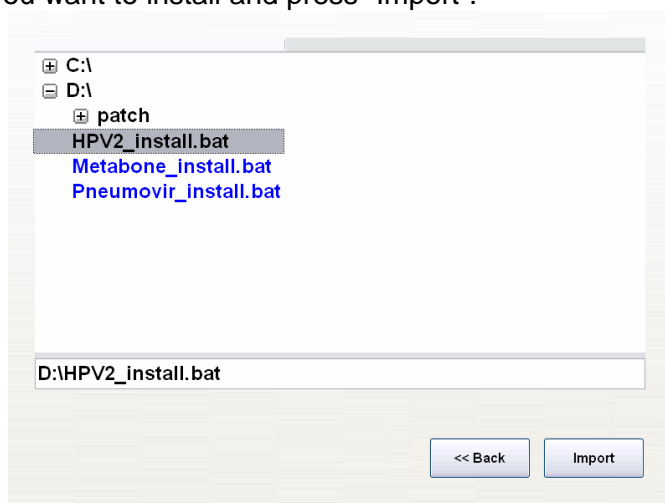 ou want to install and press "Import".
C:\
D:\
patch
HPV2_install.bat
Metabone_install.bat
Pneumovir_install.bat
D:\HPV2_install.bat
<< Back
Import